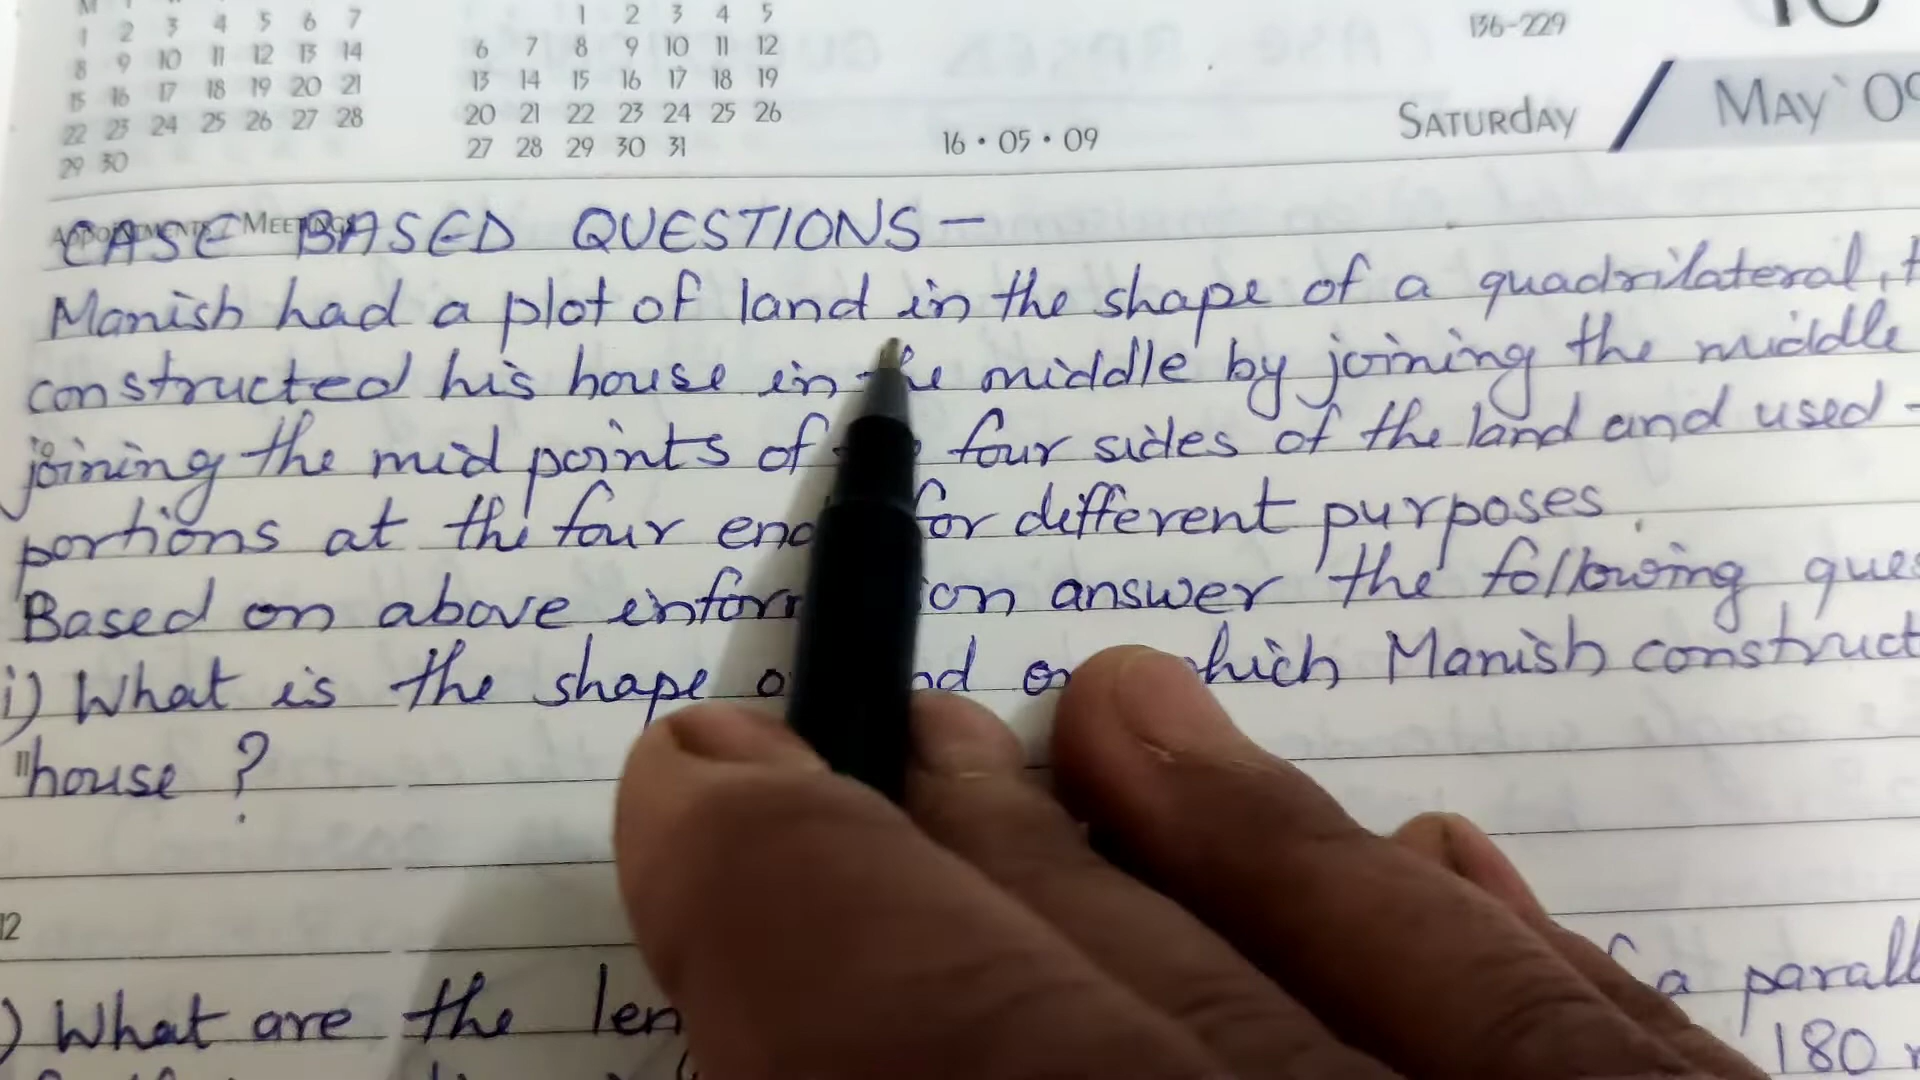 M
1 2 3 4 5 6 7
8 9 10 11 12 13 14
15 16 17 18 19 20 21
22 23 24 25 26 27 28
29 30
1 2 3 4 5
6 7 8 9 10 11 12
13 14 15 16 17 18 19
20 21 22 23 24 25 26
27 28 29 30 31
136-229
16 • 05 • 09
SATURdAY
MAY`09
APPOINTMENTS / MEETINGS
CASE BASED QUESTIONS –
Manish had a plot of land in the shape of a quadrilateral,
constructed his house in the middle by joining the middle
joining the mid points of four sides of the land and used
portions at the four for different purposes.
Based on above answer the following
i) What is the shape Manish construct
house ?
12
) What are the
a
180